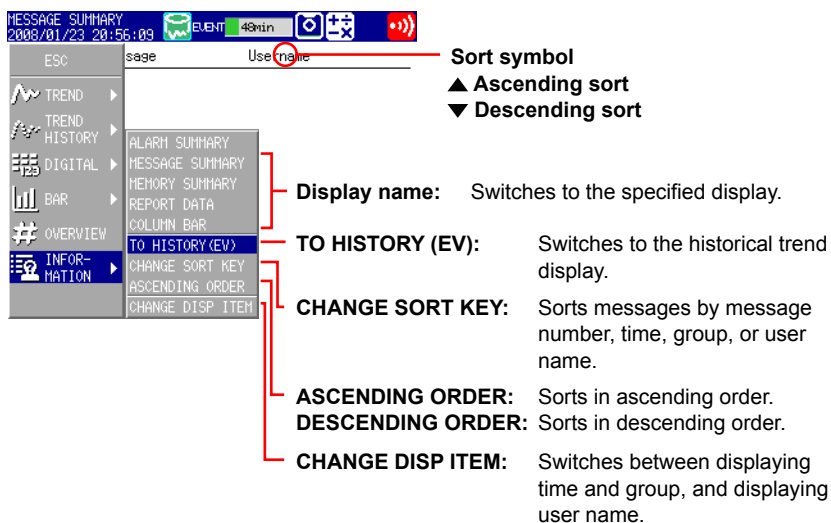 MESSAGE SUMMARY
2008/01/23 20:56:09 EVENT 48min
ESC
sage Username
TREND
TREND
HISTORY
DIGITAL
123
BAR
OVERVIEW
INFOR-
MATION
ALARM SUMMARY
MESSAGE SUMMARY
MEMORY SUMMARY
REPORT DATA
COLUMN BAR
TO HISTORY(EV)
CHANGE SORT KEY
ASCENDING ORDER
CHANGE DISP ITEM
Sort symbol
▲ Ascending sort
▼ Descending sort
Display name: Switches to the specified display.
TO HISTORY (EV): Switches to the historical trend
display.
CHANGE SORT KEY: Sorts messages by message
number, time, group, or user
name.
ASCENDING ORDER: Sorts in ascending order.
DESCENDING ORDER: Sorts in descending order.
CHANGE DISP ITEM: Switches between displaying
time and group, and displaying
user name.